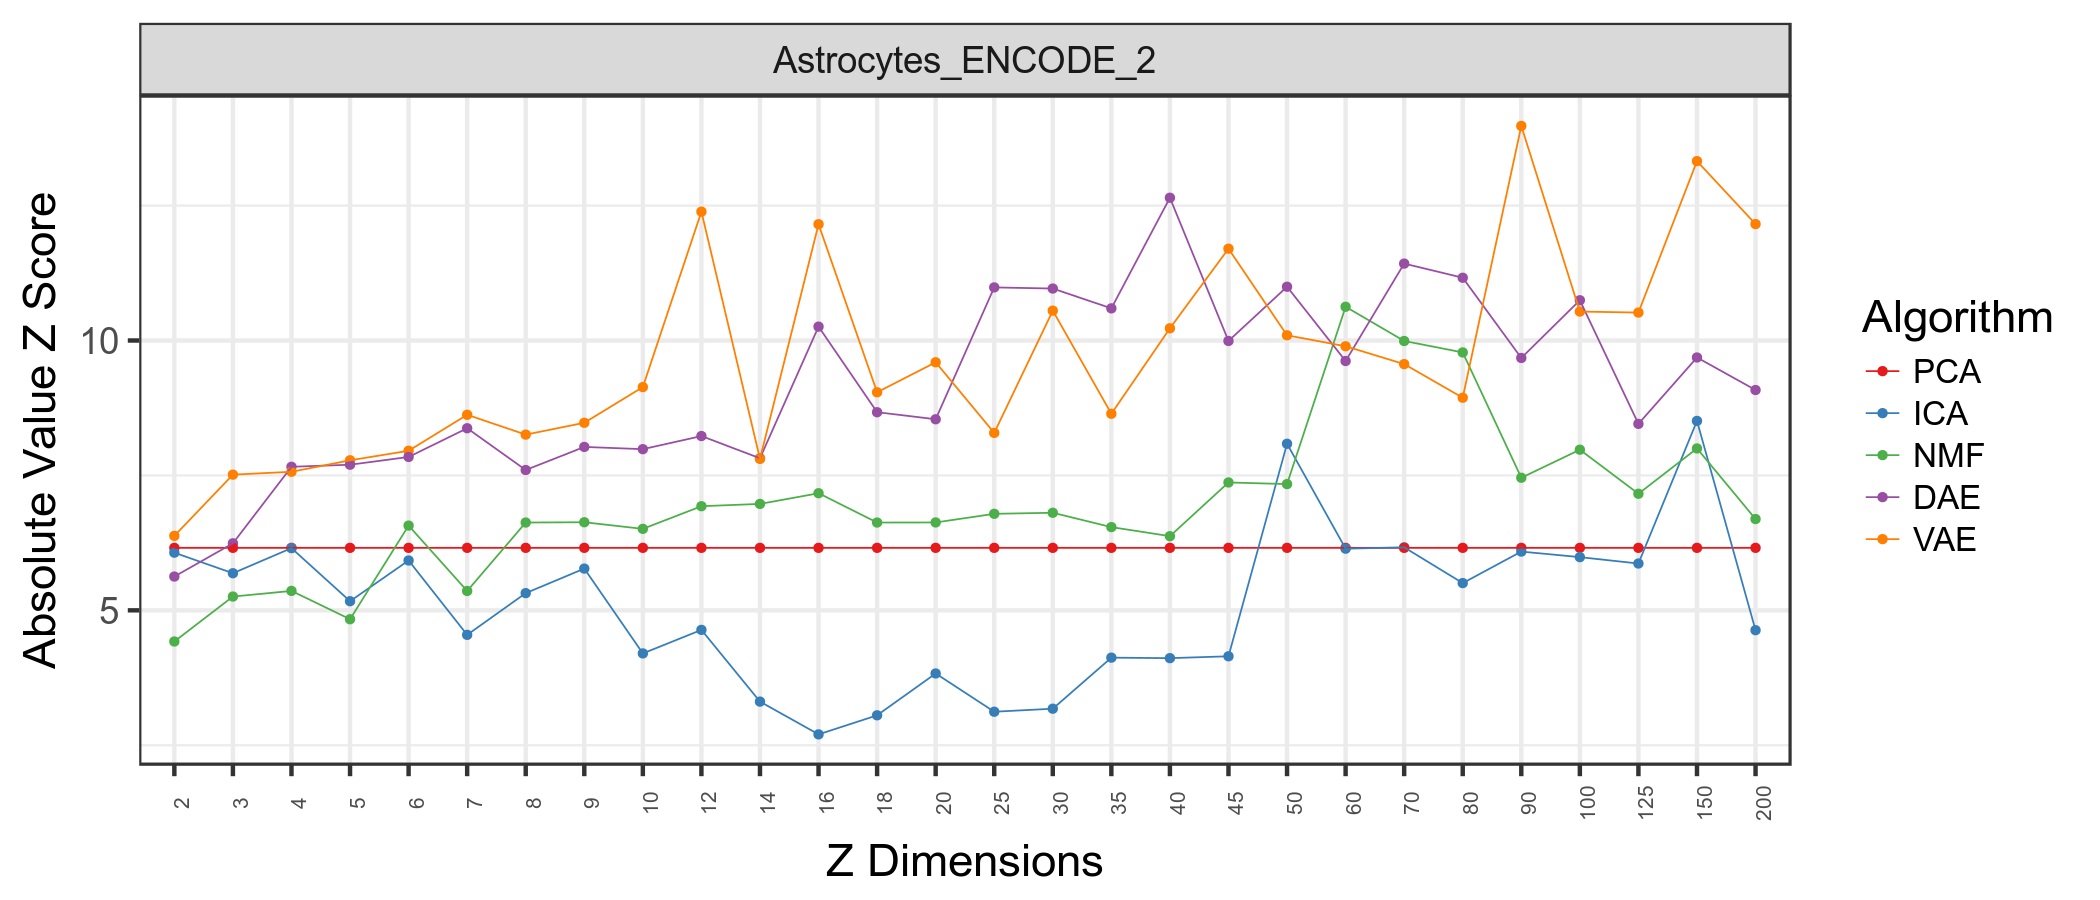 Astrocytes_ENCODE_2
Absolute Value Z Score
10
5
2 3 4 5 6 7 8 9 10 12 14 16 18 20 25 30 35 40 45 50 60 70 80 90 100 125 150 200
Z Dimensions
Algorithm
PCA
ICA
NMF
DAE
VAE